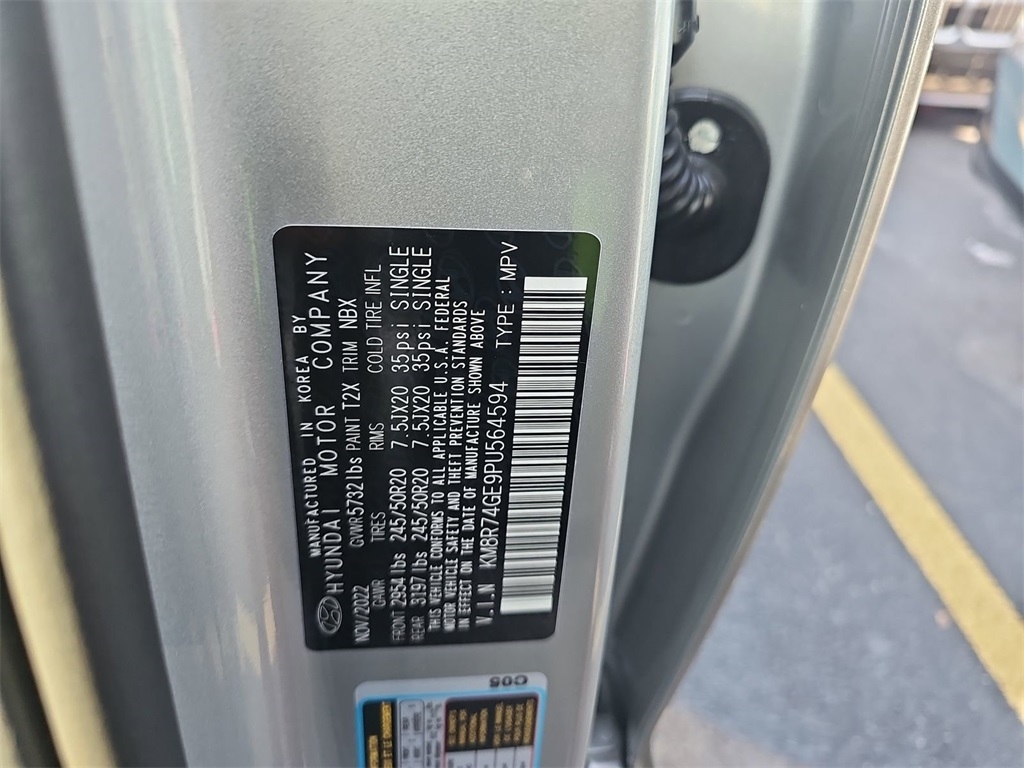 MANUFACTURED IN KOREA BY
HYUNDAI MOTOR COMPANY
NOV/2022 GVWR 5732 lbs PAINT T2X TRIM NBX
GAWR TIRES RIMS COLD TIRE INFL
FRONT 2954 lbs 245/50R20 7.5JX20 35psi SINGLE
REAR 3197 lbs 245/50R20 7.5JX20 35psi SINGLE
THIS VEHICLE CONFORMS TO ALL APPLICABLE U.S.A. FEDERAL
MOTOR VEHICLE SAFETY AND THEFT PREVENTION STANDARDS
IN EFFECT ON THE DATE OF MANUFACTURE SHOWN ABOVE
V.I.N KM8R74GE9PU564594 TYPE : MPV
C05